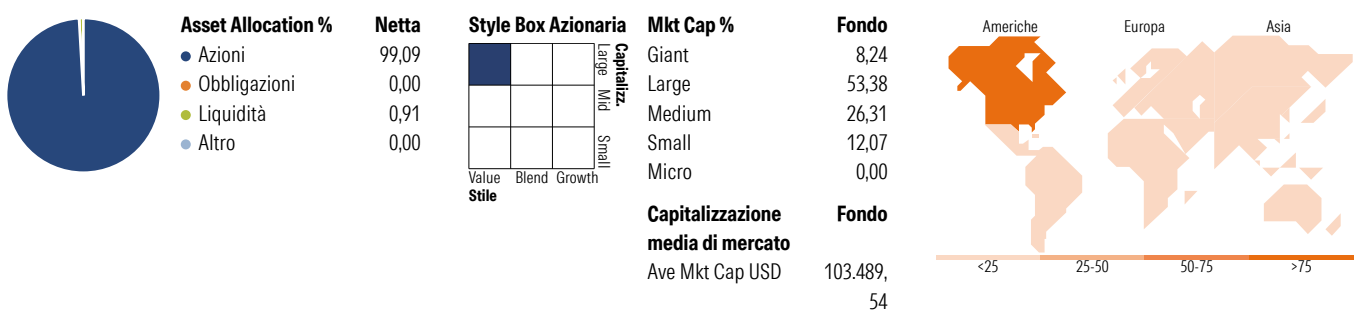 Asset Allocation % Netta
Azioni 99,09
Obbligazioni 0,00
Liquidità 0,91
Altro 0,00
Style Box Azionaria
Capitalizz.
Large Mid Small
Value Blend Growth
Stile
Mkt Cap % Fondo
Giant 8,24
Large 53,38
Medium 26,31
Small 12,07
Micro 0,00
Capitalizzazione Fondo
media di mercato
Ave Mkt Cap USD 103.489,
54
Americhe Europa Asia
<25 25-50 50-75 >75